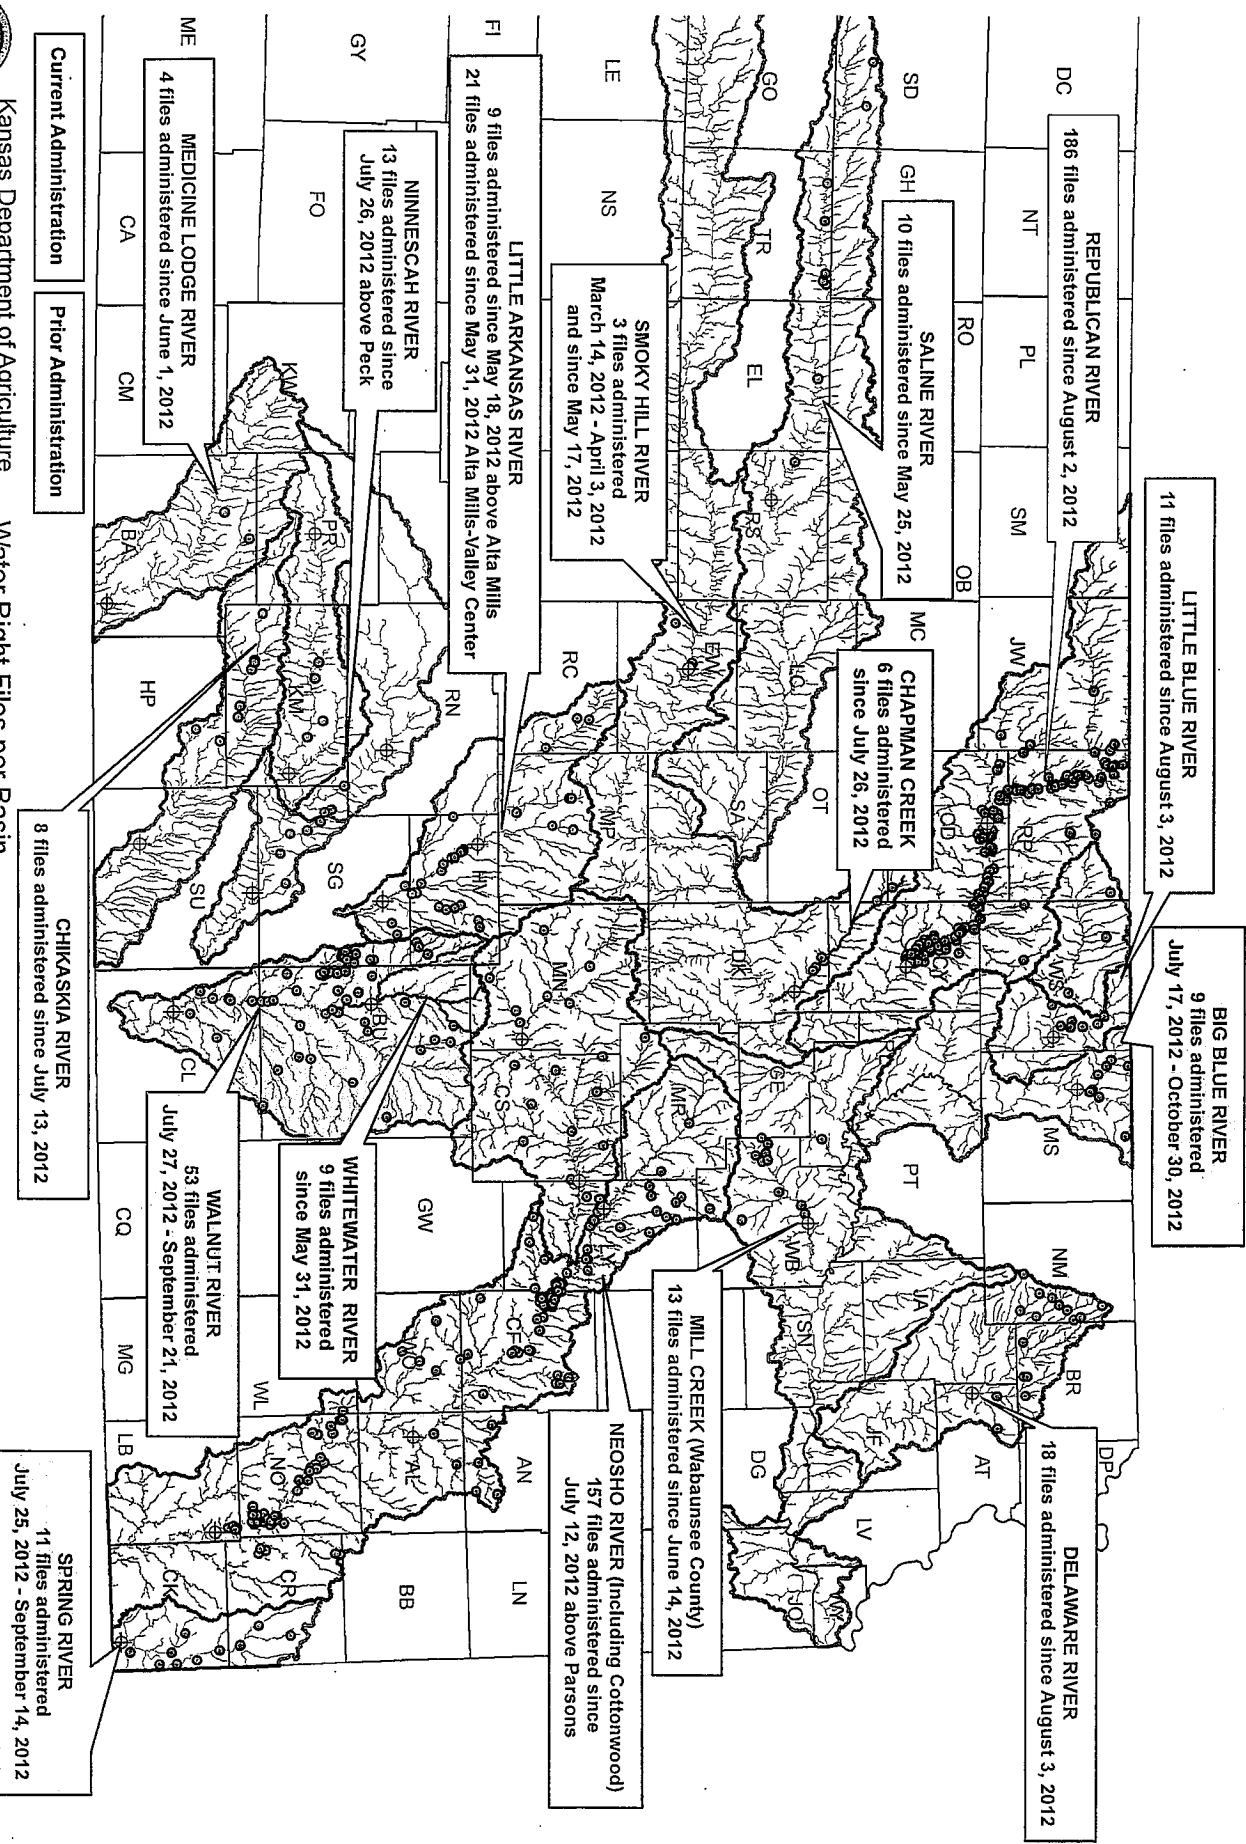 BIG BLUE RIVER
9 files administered
July 17, 2012 - October 30, 2012
LITTLE BLUE RIVER
11 files administered since August 3, 2012
REPUBLICAN RIVER
186 files administered since August 2, 2012
DELAWARE RIVER
18 files administered since August 3, 2012
SALINE RIVER
10 files administered since May 25, 2012
CHAPMAN CREEK
6 files administered
since July 26, 2012
MILL CREEK (Wabaunsee County)
13 files administered since June 14, 2012
SMOKY HILL RIVER
3 files administered
March 14, 2012 - April 3, 2012
and since May 17, 2012
NEOSHO RIVER (Including Cottonwood)
157 files administered since
July 12, 2012 above Parsons
LITTLE ARKANSAS RIVER
9 files administered since May 18, 2012 above Alta Mills
21 files administered since May 31, 2012 Alta Mills-Valley Center
NINNESCAH RIVER
13 files administered since
July 26, 2012 above Peck
WHITEWATER RIVER
9 files administered
since May 31, 2012
MEDICINE LODGE RIVER
4 files administered since June 1, 2012
WALNUT RIVER
53 files administered
July 27, 2012 - September 21, 2012
CHIKASKIA RIVER
8 files administered since July 13, 2012
SPRING RIVER
11 files administered
July 25, 2012 - September 14, 2012
DC
NT
PL
SM
JW
RP
WS
MS
NM
BR
DP
SD
GH
RO
OB
MC
CD
CY
PT
JA
AT
GO
TR
EL
RS
LC
OT
SA
DK
GE
WB
SN
JF
LV
WY
JO
DG
LE
NS
EW
RC
MP
MN
MR
CS
LY
CF
AN
LN
FI
GY
FO
RN
HV
SG
BU
GW
WO
AL
BB
KW
PR
KM
ME
CA
CM
BA
HP
SU
CL
CQ
MG
WL
LB
NO
CR
CK
Current Administration
Prior Administration
Kansas Department of Agriculture
Water Right Files per Basin